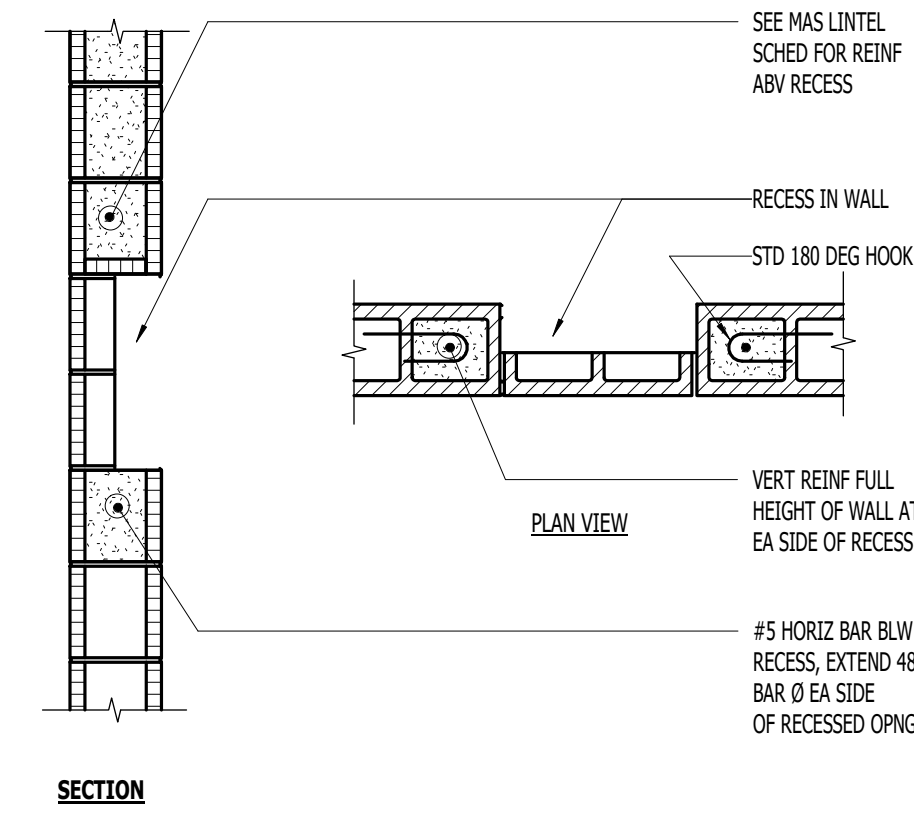 SEE MAS LINTEL
SCHED FOR REINF
ABV RECESS
RECESS IN WALL
STD 180 DEG HOOK
VERT REINF FULL
HEIGHT OF WALL AT
EA SIDE OF RECESS
PLAN VIEW
#5 HORIZ BAR BLW
RECESS, EXTEND 48
BAR Ø EA SIDE
OF RECESSED OPNG
SECTION